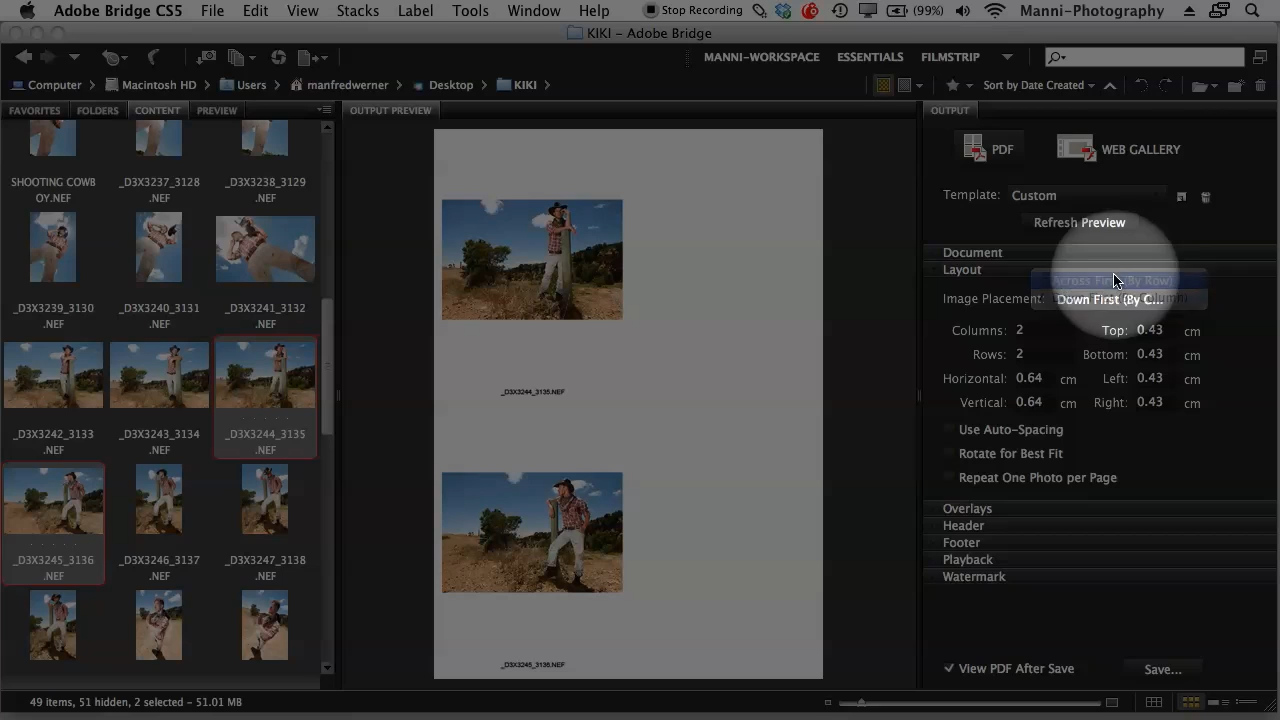 Adobe Bridge CS5 File Edit View Stacks Label Tools Window Help Stop Recording (99%) Manni-Photography
KIKI – Adobe Bridge
MANNI-WORKSPACE ESSENTIALS FILMSTRIP
Computer Macintosh HD Users manfredwerner Desktop KIKI Sort by Date Created
FAVORITES FOLDERS CONTENT PREVIEW OUTPUT PREVIEW OUTPUT
PDF WEB GALLERY
SHOOTING COWB
OY.NEF
_D3X3237_3128
.NEF
_D3X3238_3129
.NEF
Template: Custom
Refresh Preview
Document
Layout
Across First (By Row)
Image Placement: Down First (By C...
Columns: 2 Top: 0.43 cm
Rows: 2 Bottom: 0.43 cm
Horizontal: 0.64 cm Left: 0.43 cm
Vertical: 0.64 cm Right: 0.43 cm
Use Auto-Spacing
Rotate for Best Fit
Repeat One Photo per Page
Overlays
Header
Footer
Playback
Watermark
View PDF After Save Save...
_D3X3239_3130
.NEF
_D3X3240_3131
.NEF
_D3X3241_3132
.NEF
_D3X3242_3133
.NEF
_D3X3243_3134
.NEF
_D3X3244_3135
.NEF
_D3X3245_3136
.NEF
_D3X3246_3137
.NEF
_D3X3247_3138
.NEF
_D3X3244_3135.NEF
_D3X3245_3136.NEF
49 items, 51 hidden, 2 selected – 51.01 MB